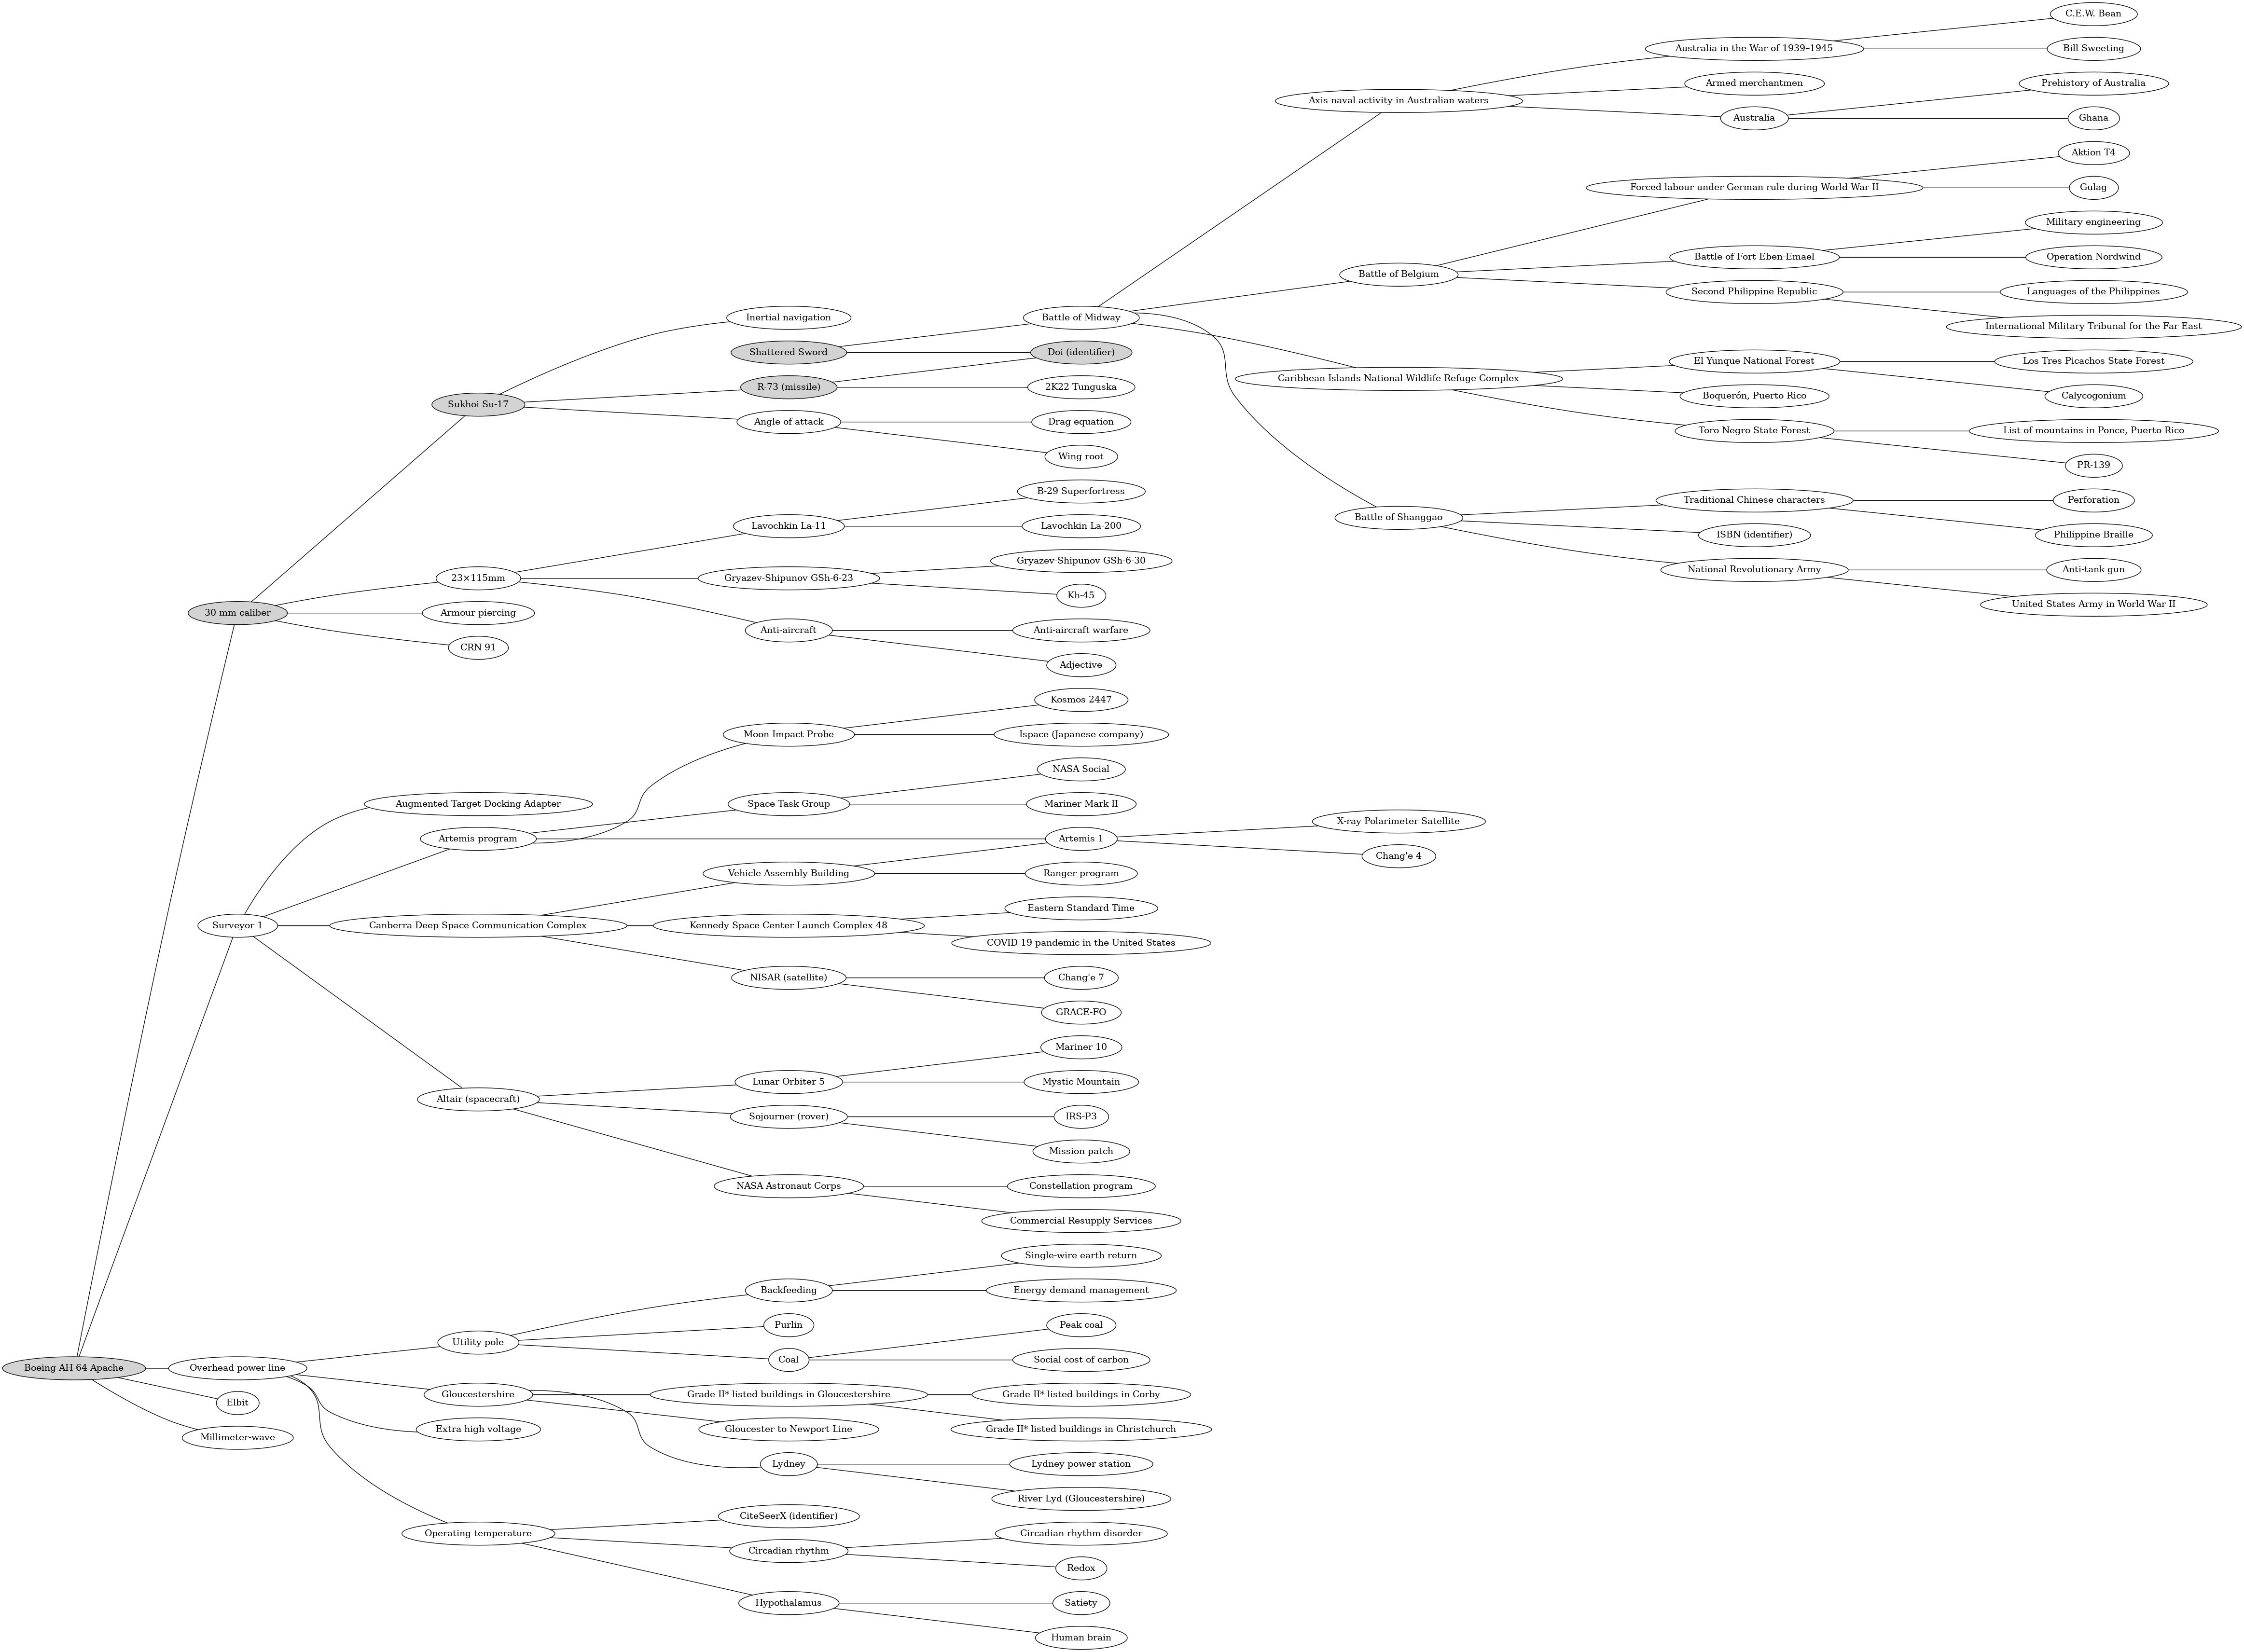 C.E.W. Bean
Australia in the War of 1939–1945
Bill Sweeting
Armed merchantmen
Prehistory of Australia
Axis naval activity in Australian waters
Australia
Ghana
Aktion T4
Forced labour under German rule during World War II
Gulag
Military engineering
Battle of Fort Eben-Emael
Operation Nordwind
Battle of Belgium
Second Philippine Republic
Languages of the Philippines
Inertial navigation
Battle of Midway
International Military Tribunal for the Far East
Shattered Sword
Doi (identifier)
El Yunque National Forest
Los Tres Picachos State Forest
Caribbean Islands National Wildlife Refuge Complex
R-73 (missile)
2K22 Tunguska
Boquerón, Puerto Rico
Calycogonium
Sukhoi Su-17
Angle of attack
Drag equation
Toro Negro State Forest
List of mountains in Ponce, Puerto Rico
Wing root
PR-139
B-29 Superfortress
Traditional Chinese characters
Perforation
Lavochkin La-11
Lavochkin La-200
Battle of Shanggao
ISBN (identifier)
Philippine Braille
Gryazev-Shipunov GSh-6-30
National Revolutionary Army
Anti-tank gun
23×115mm
Gryazev-Shipunov GSh-6-23
Kh-45
United States Army in World War II
30 mm caliber
Armour-piercing
Anti-aircraft
Anti-aircraft warfare
CRN 91
Adjective
Kosmos 2447
Moon Impact Probe
Ispace (Japanese company)
NASA Social
Augmented Target Docking Adapter
Space Task Group
Mariner Mark II
X-ray Polarimeter Satellite
Artemis program
Artemis 1
Chang'e 4
Vehicle Assembly Building
Ranger program
Eastern Standard Time
Surveyor 1
Canberra Deep Space Communication Complex
Kennedy Space Center Launch Complex 48
COVID-19 pandemic in the United States
NISAR (satellite)
Chang'e 7
GRACE-FO
Mariner 10
Lunar Orbiter 5
Mystic Mountain
Altair (spacecraft)
Sojourner (rover)
IRS-P3
Mission patch
NASA Astronaut Corps
Constellation program
Commercial Resupply Services
Single-wire earth return
Backfeeding
Energy demand management
Utility pole
Purlin
Peak coal
Coal
Social cost of carbon
Boeing AH-64 Apache
Overhead power line
Gloucestershire
Grade II* listed buildings in Gloucestershire
Grade II* listed buildings in Corby
Elbit
Extra high voltage
Gloucester to Newport Line
Grade II* listed buildings in Christchurch
Millimeter-wave
Lydney
Lydney power station
River Lyd (Gloucestershire)
CiteSeerX (identifier)
Operating temperature
Circadian rhythm disorder
Circadian rhythm
Redox
Hypothalamus
Satiety
Human brain